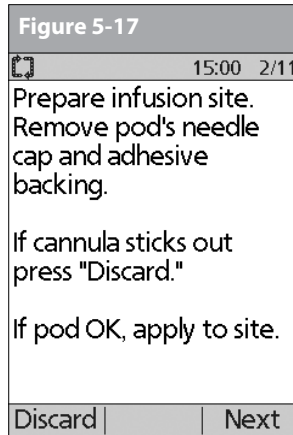 Figure 5-17
15:00 2/11
Prepare infusion site.
Remove pod's needle
cap and adhesive
backing.
If cannula sticks out
press "Discard."
If pod OK, apply to site.
Discard Next